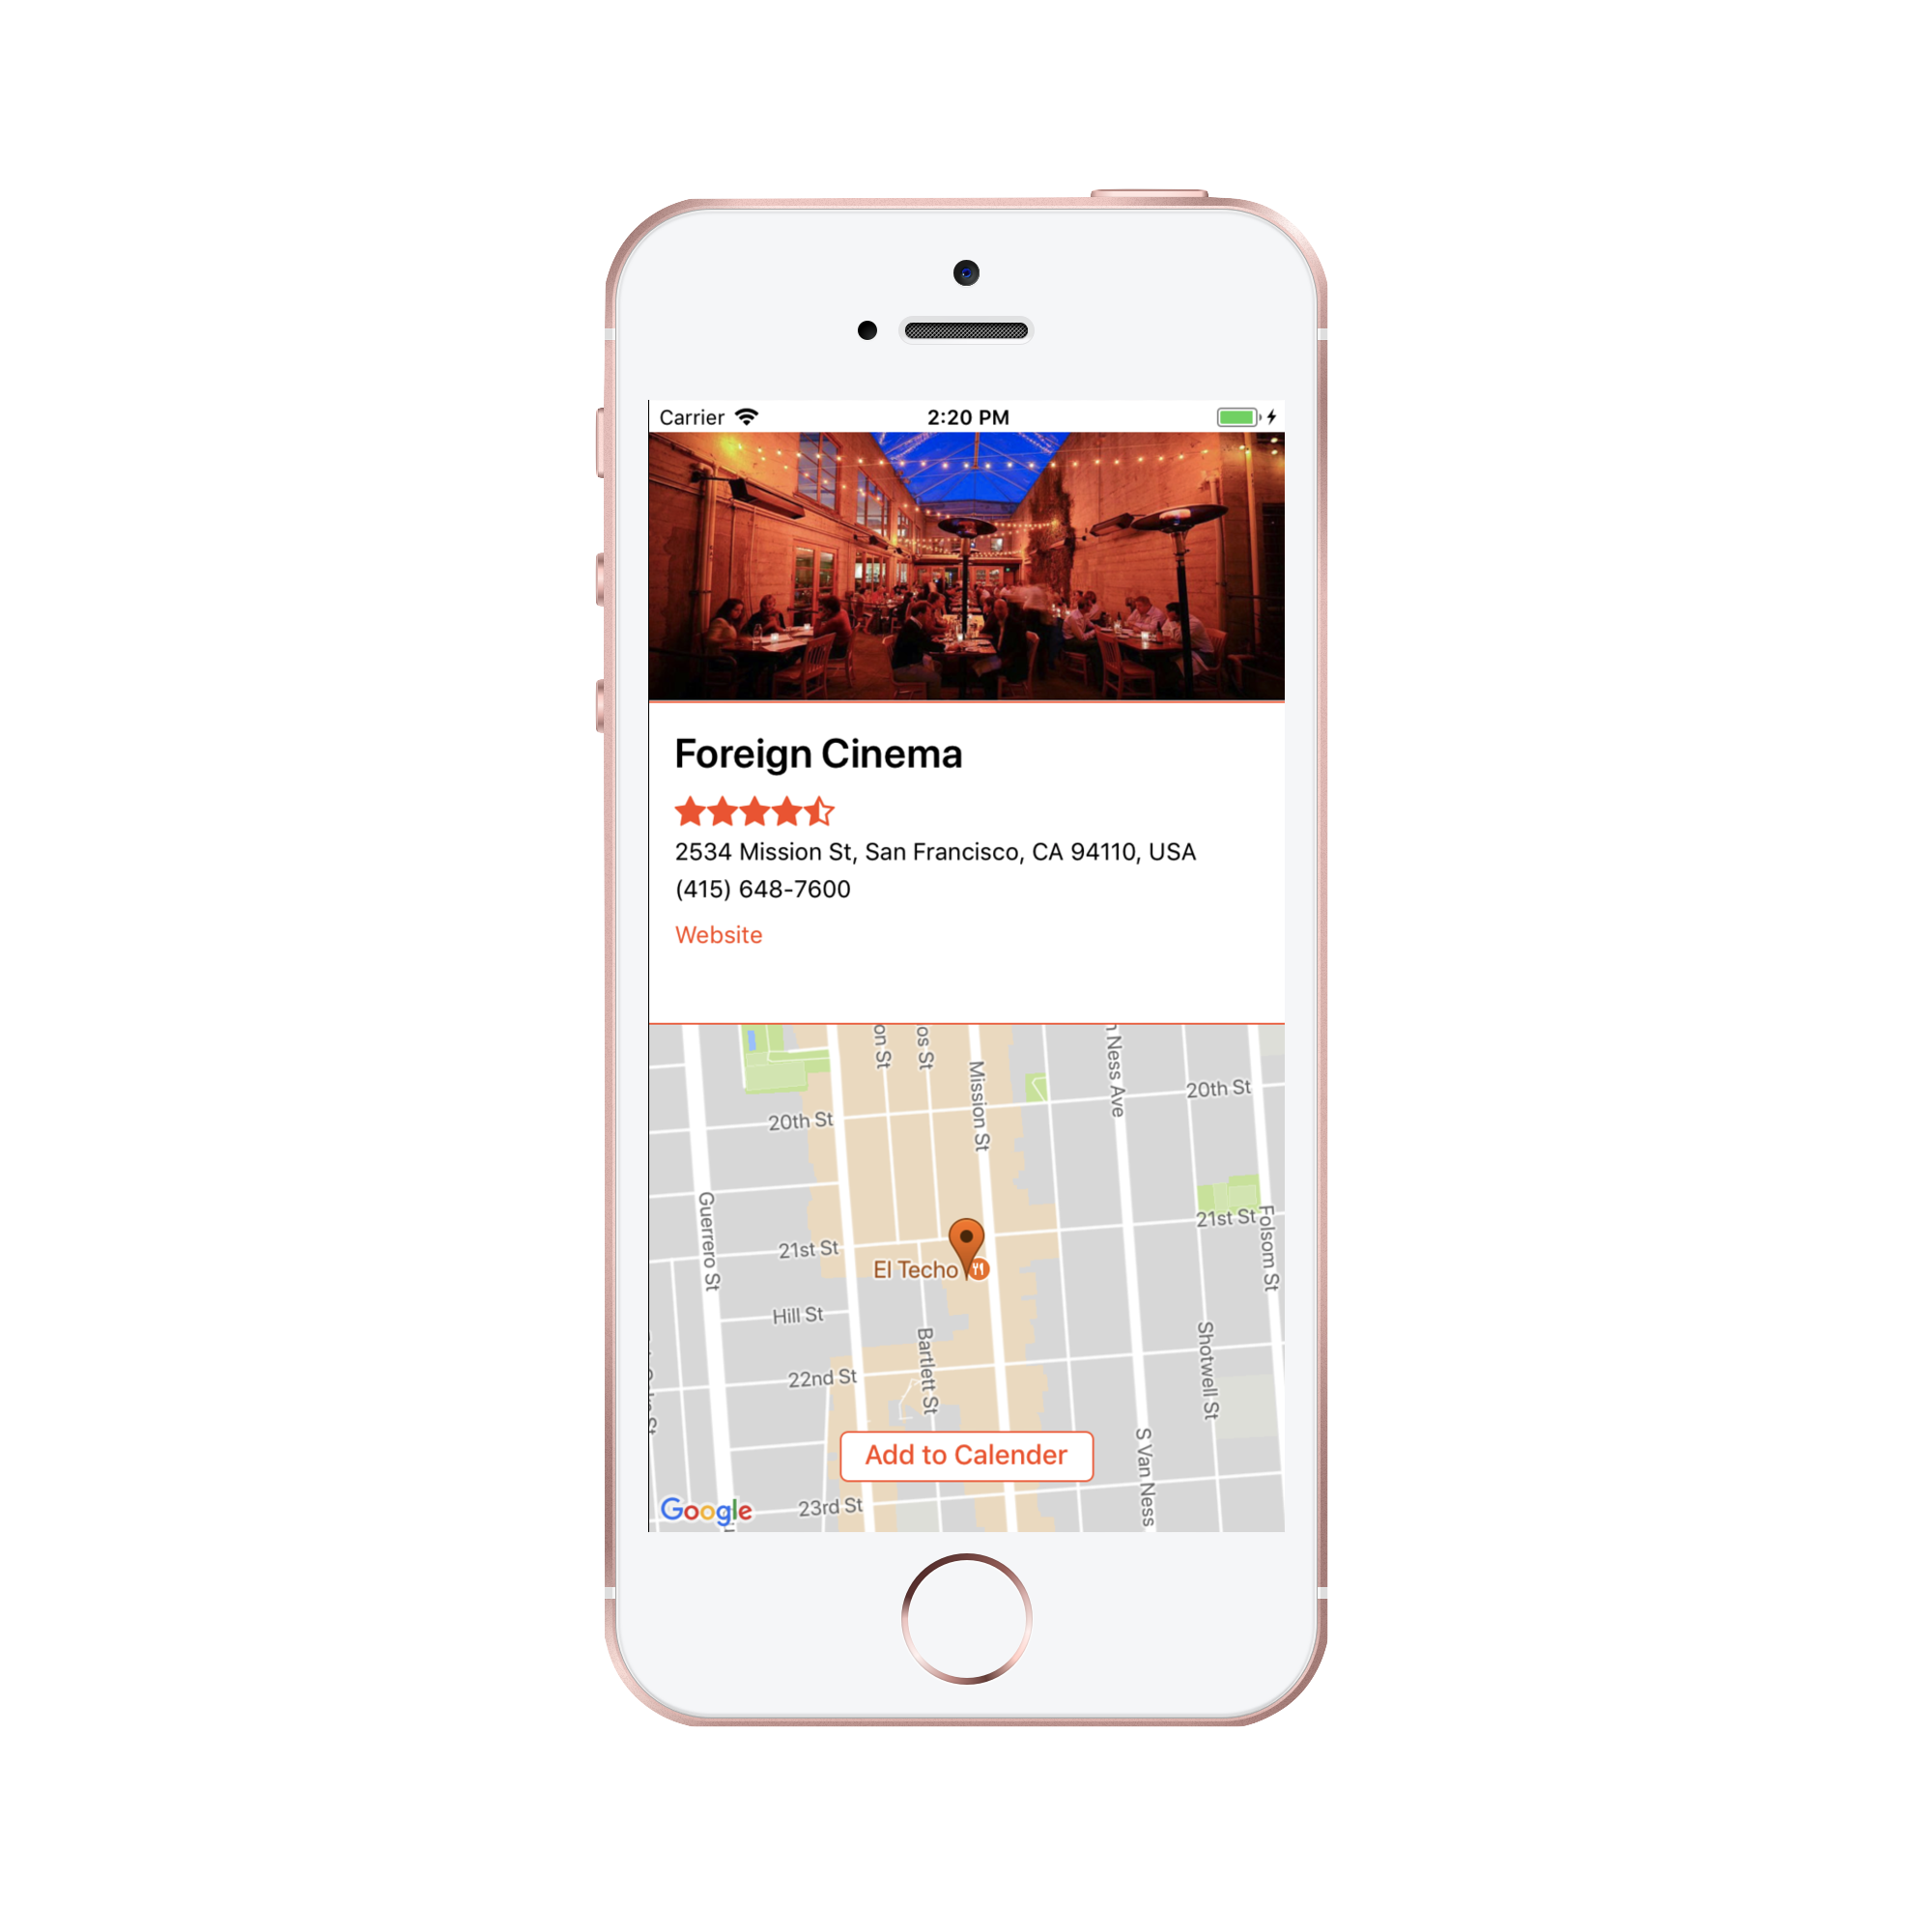 Carrier
2:20 PM
Foreign Cinema
2534 Mission St, San Francisco, CA 94110, USA
(415) 648-7600
Website
on St
os St
Mission St
n Ness Ave
20th St
20th St
Guerrero St
21st St
Folsom St
21st St
El Techo
Hill St
Bartlett St
Shotwell St
22nd St
Add to Calender
S Van Ness
Google
23rd St